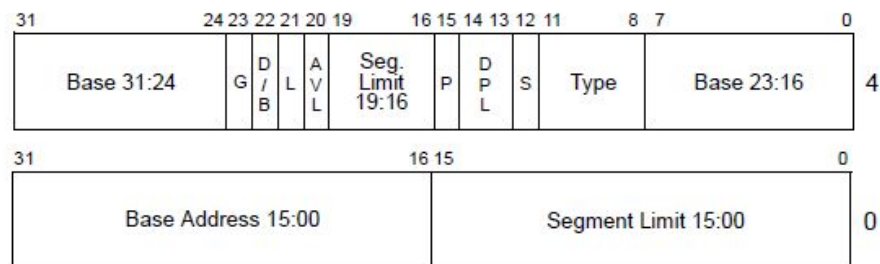 31 24 23 22 21 20 19 16 15 14 13 12 11 8 7 0
Base 31:24 G D/B L AVL Seg. Limit 19:16 P DPL S Type Base 23:16 4
31 16 15 0
Base Address 15:00 Segment Limit 15:00 0